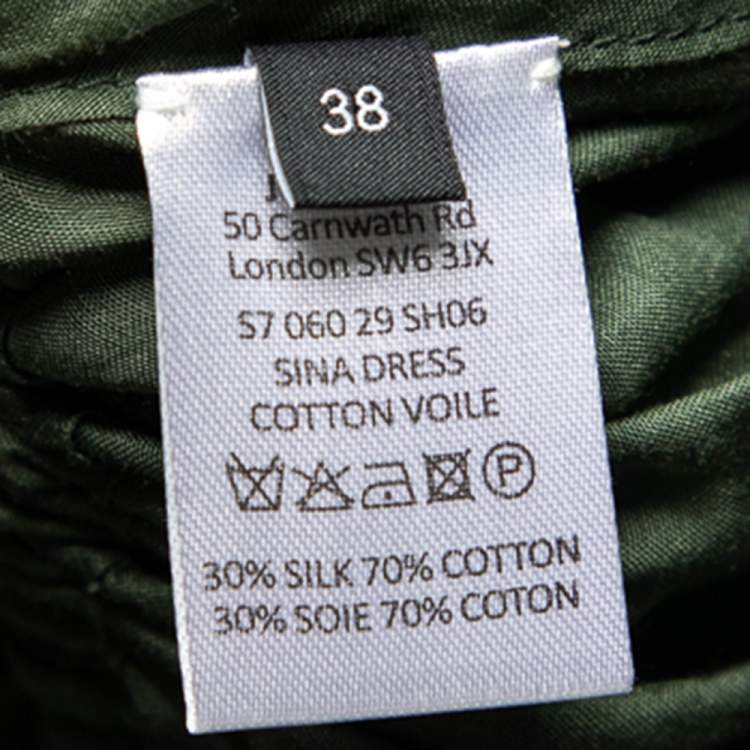 38
50 Carnwath Rd
London SW6 3JX
S7 060 29 SH06
SINA DRESS
COTTON VOILE
P
30% SILK 70% COTTON
30% SOIE 70% COTON